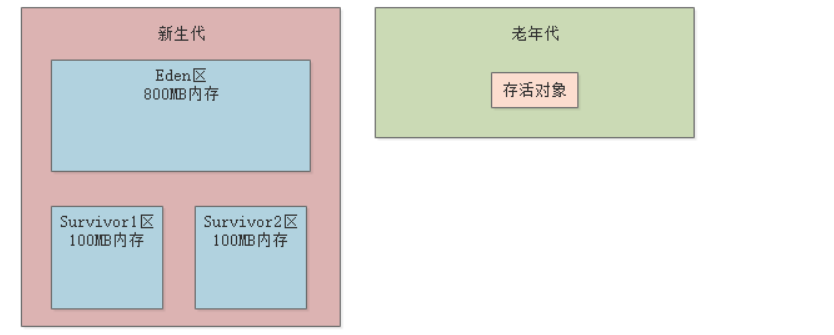 新生代
Eden区
800MB内存
Survivor1区
100MB内存
Survivor2区
100MB内存
老年代
存活对象